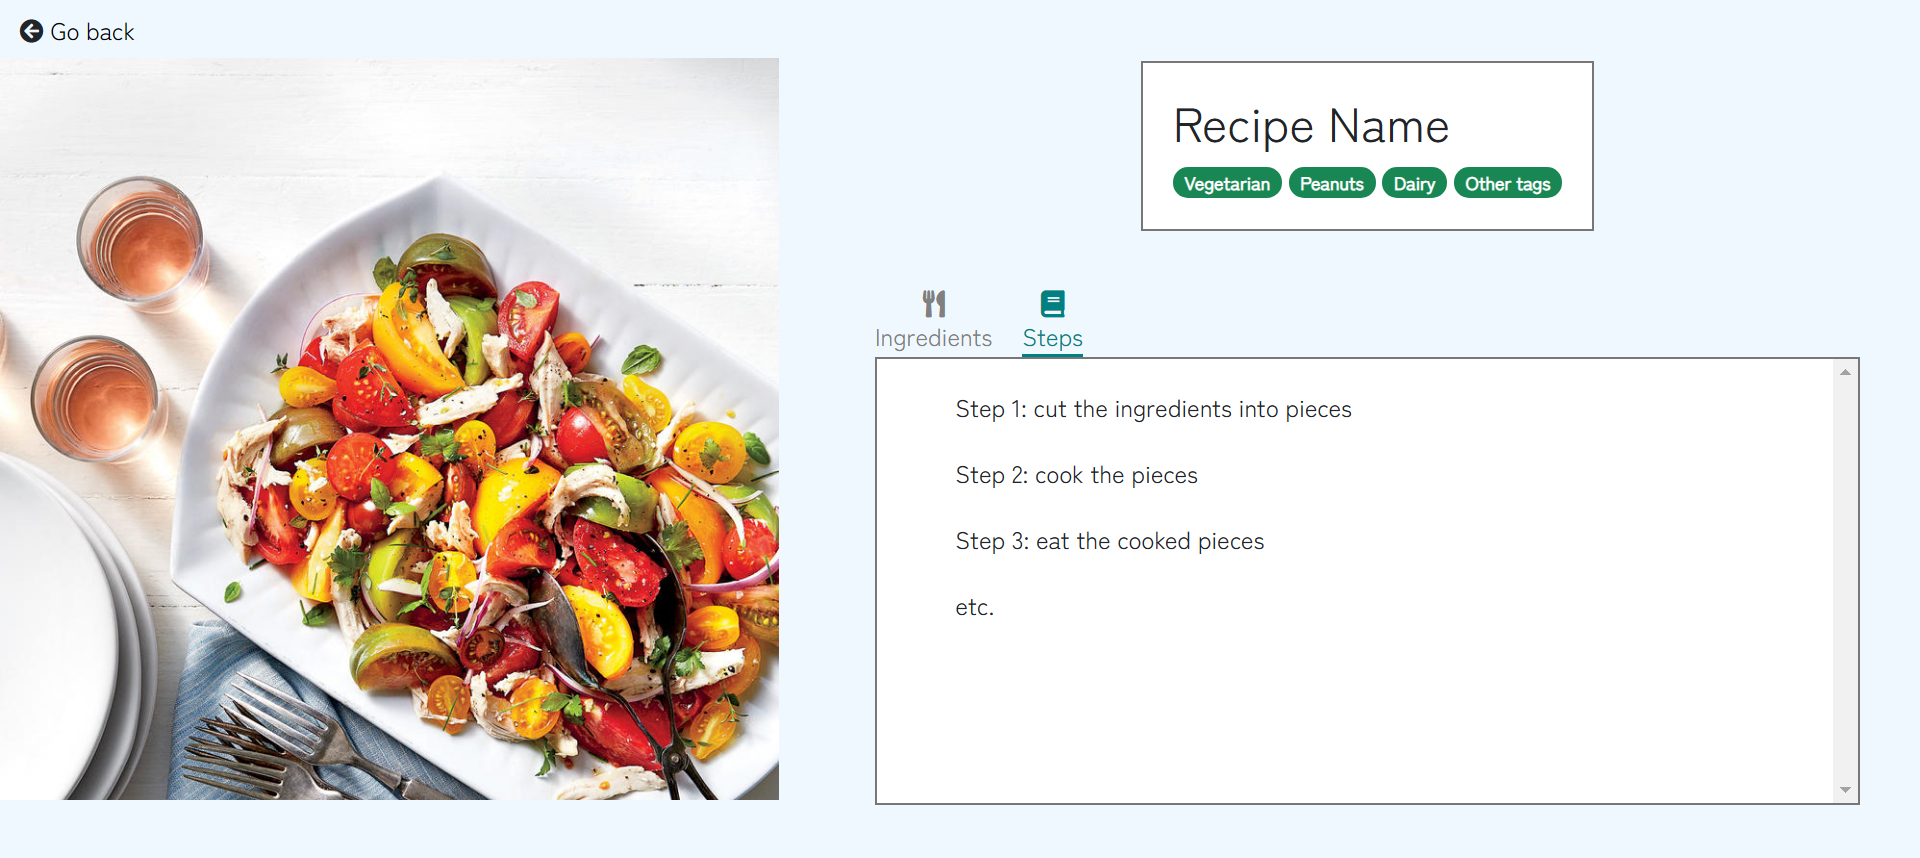 Go back
Recipe Name
Vegetarian Peanuts Dairy Other tags
Ingredients Steps
Step 1: cut the ingredients into pieces
Step 2: cook the pieces
Step 3: eat the cooked pieces
etc.